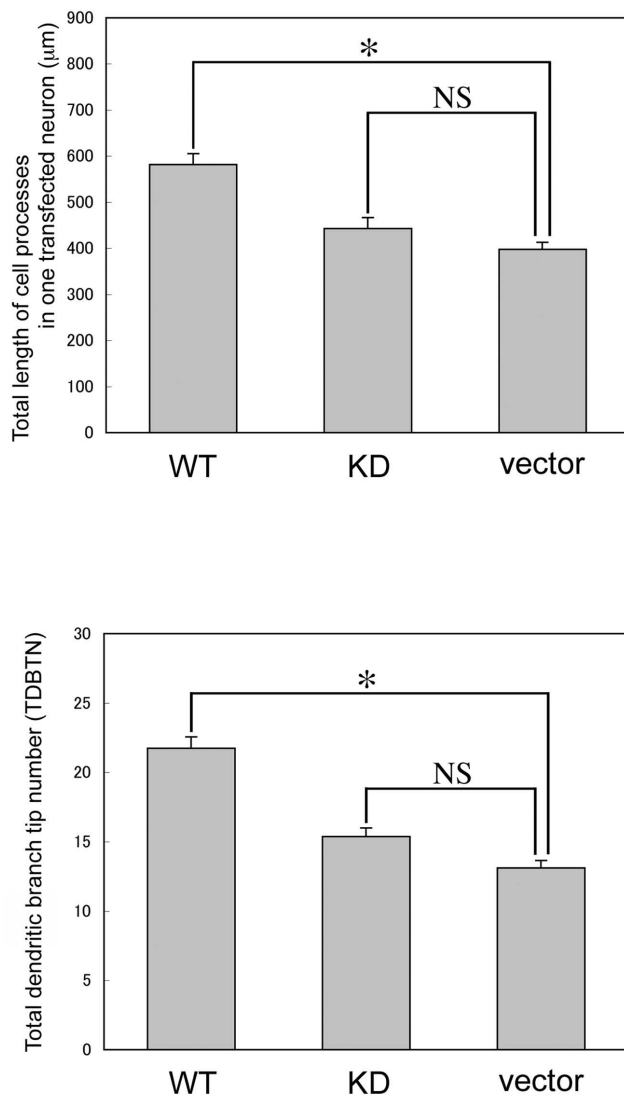 Total length of cell processes
in one transfected neuron (μm)
900
800
700
600
500
400
300
200
100
0
*
NS
WT KD vector
Total dendritic branch tip number (TDBTN)
30
25
20
15
10
5
0
*
NS
WT KD vector